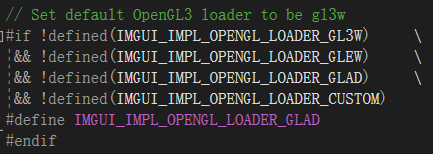 // Set default OpenGL3 loader to be gl3w
#if !defined(IMGUI_IMPL_OPENGL_LOADER_GL3W) \
&& !defined(IMGUI_IMPL_OPENGL_LOADER_GLEW) \
&& !defined(IMGUI_IMPL_OPENGL_LOADER_GLAD) \
&& !defined(IMGUI_IMPL_OPENGL_LOADER_CUSTOM)
#define IMGUI_IMPL_OPENGL_LOADER_GLAD
#endif